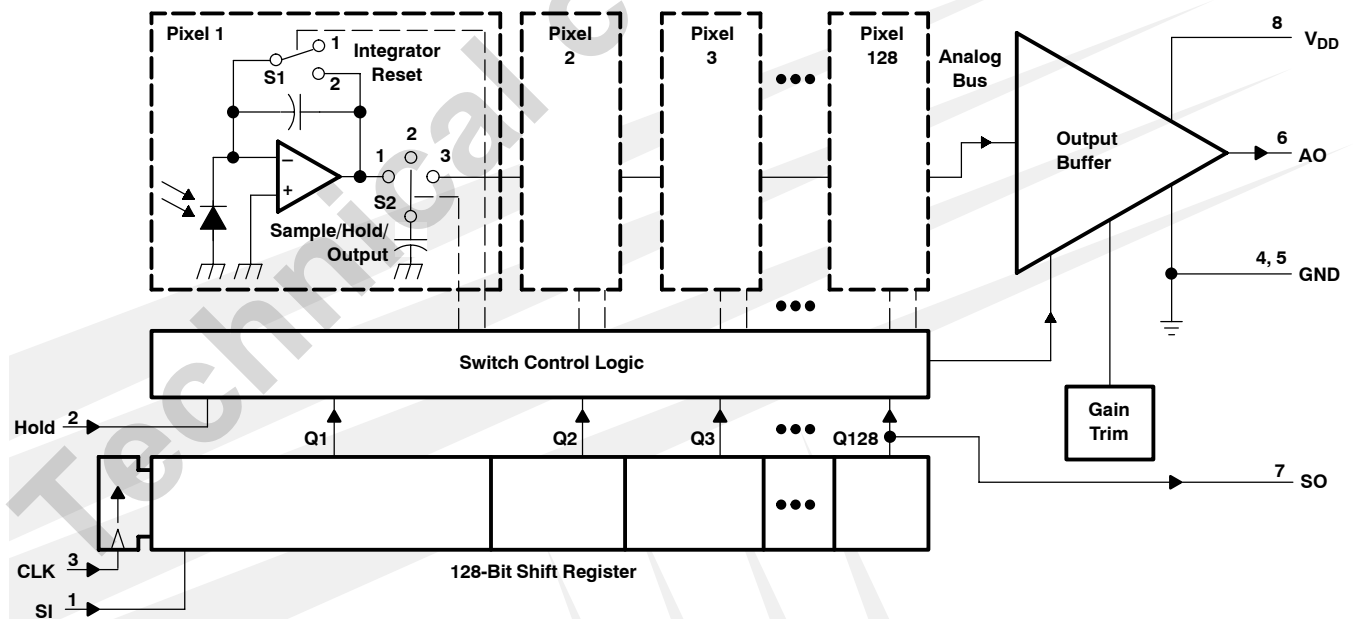 Pixel 1
1
Integrator
Reset
S1
2
Pixel
2
Pixel
3
Pixel
128
Analog
Bus
8
VDD
Output
Buffer
6
AO
−
+
1
2
3
S2
Sample/Hold/
Output
4, 5
GND
Switch Control Logic
Gain
Trim
Hold
2
Q1
Q2
Q3
Q128
7
SO
CLK
3
128-Bit Shift Register
SI
1
Technical c